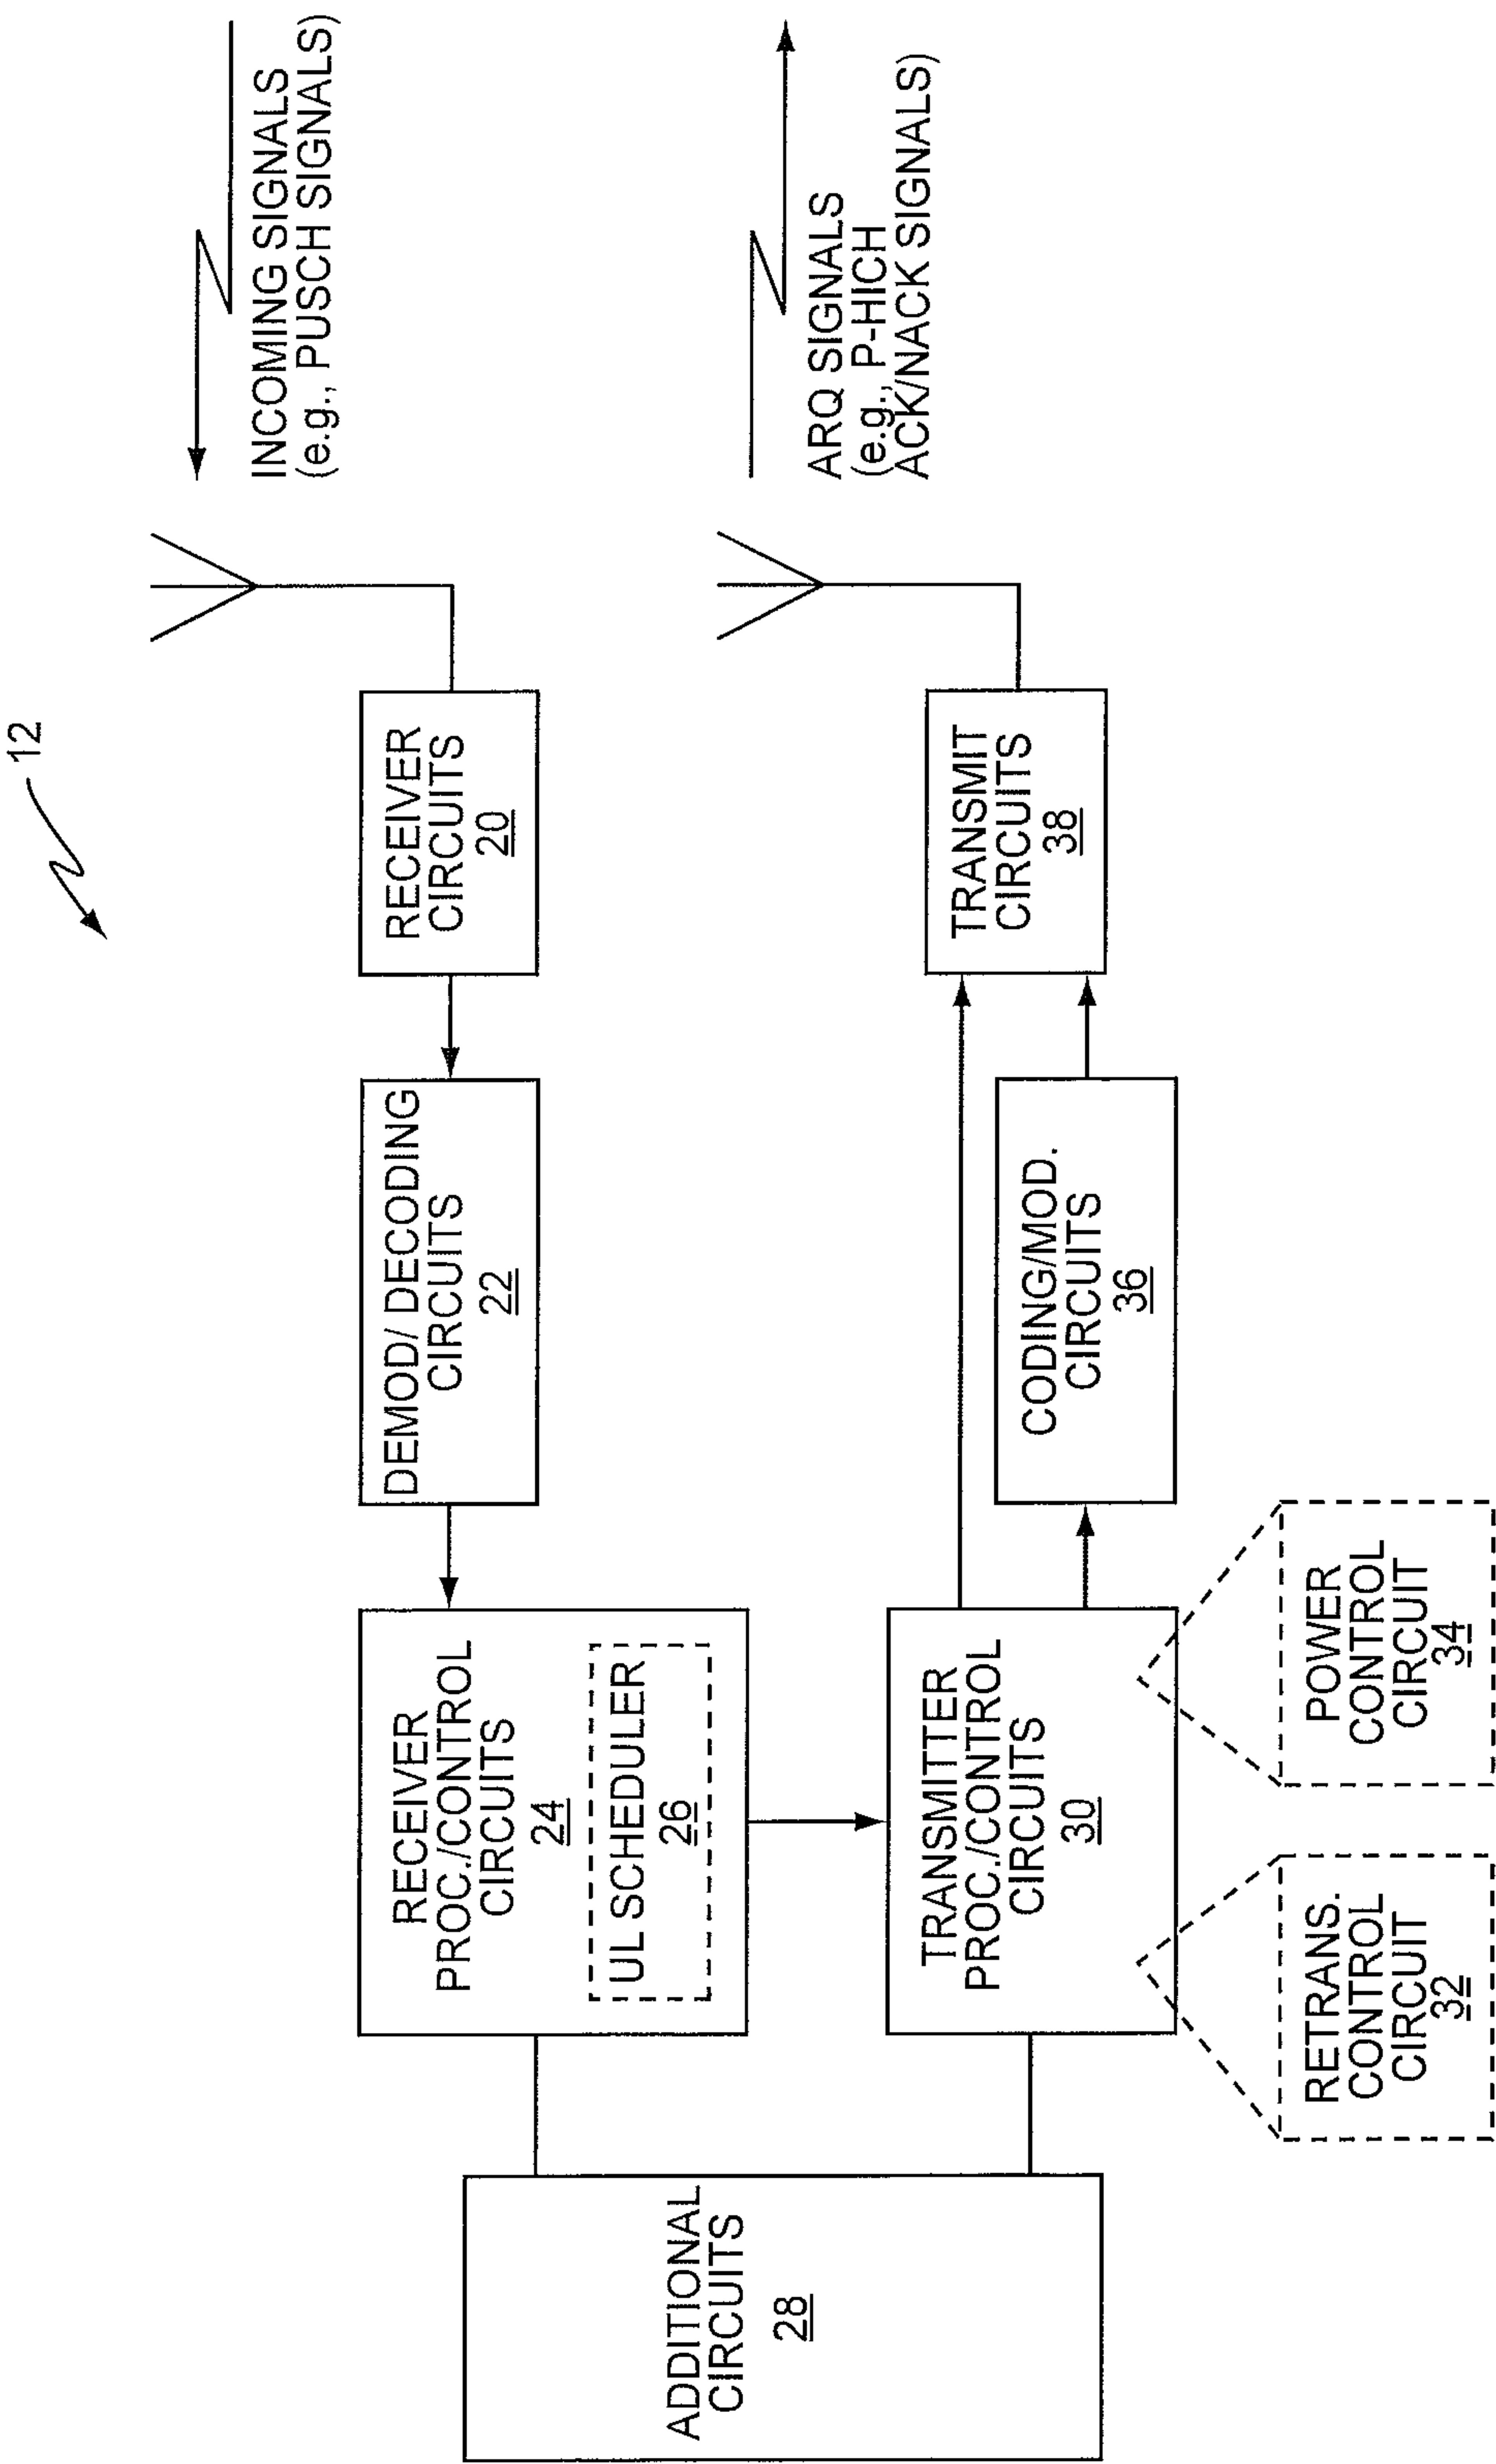 12
INCOMING SIGNALS
(e.g., PUSCH SIGNALS)
RECEIVER
CIRCUITS
20
DEMOD/ DECODING
CIRCUITS
22
RECEIVER
PROC./CONTROL
CIRCUITS
24
UL SCHEDULER
26
ADDITIONAL
CIRCUITS
28
TRANSMITTER
PROC./CONTROL
CIRCUITS
30
RETRANS.
CONTROL
CIRCUIT
32
POWER
CONTROL
CIRCUIT
34
CODING/MOD.
CIRCUITS
36
TRANSMIT
CIRCUITS
38
ARQ SIGNALS
(e.g., P-HICH
ACK/NACK SIGNALS)